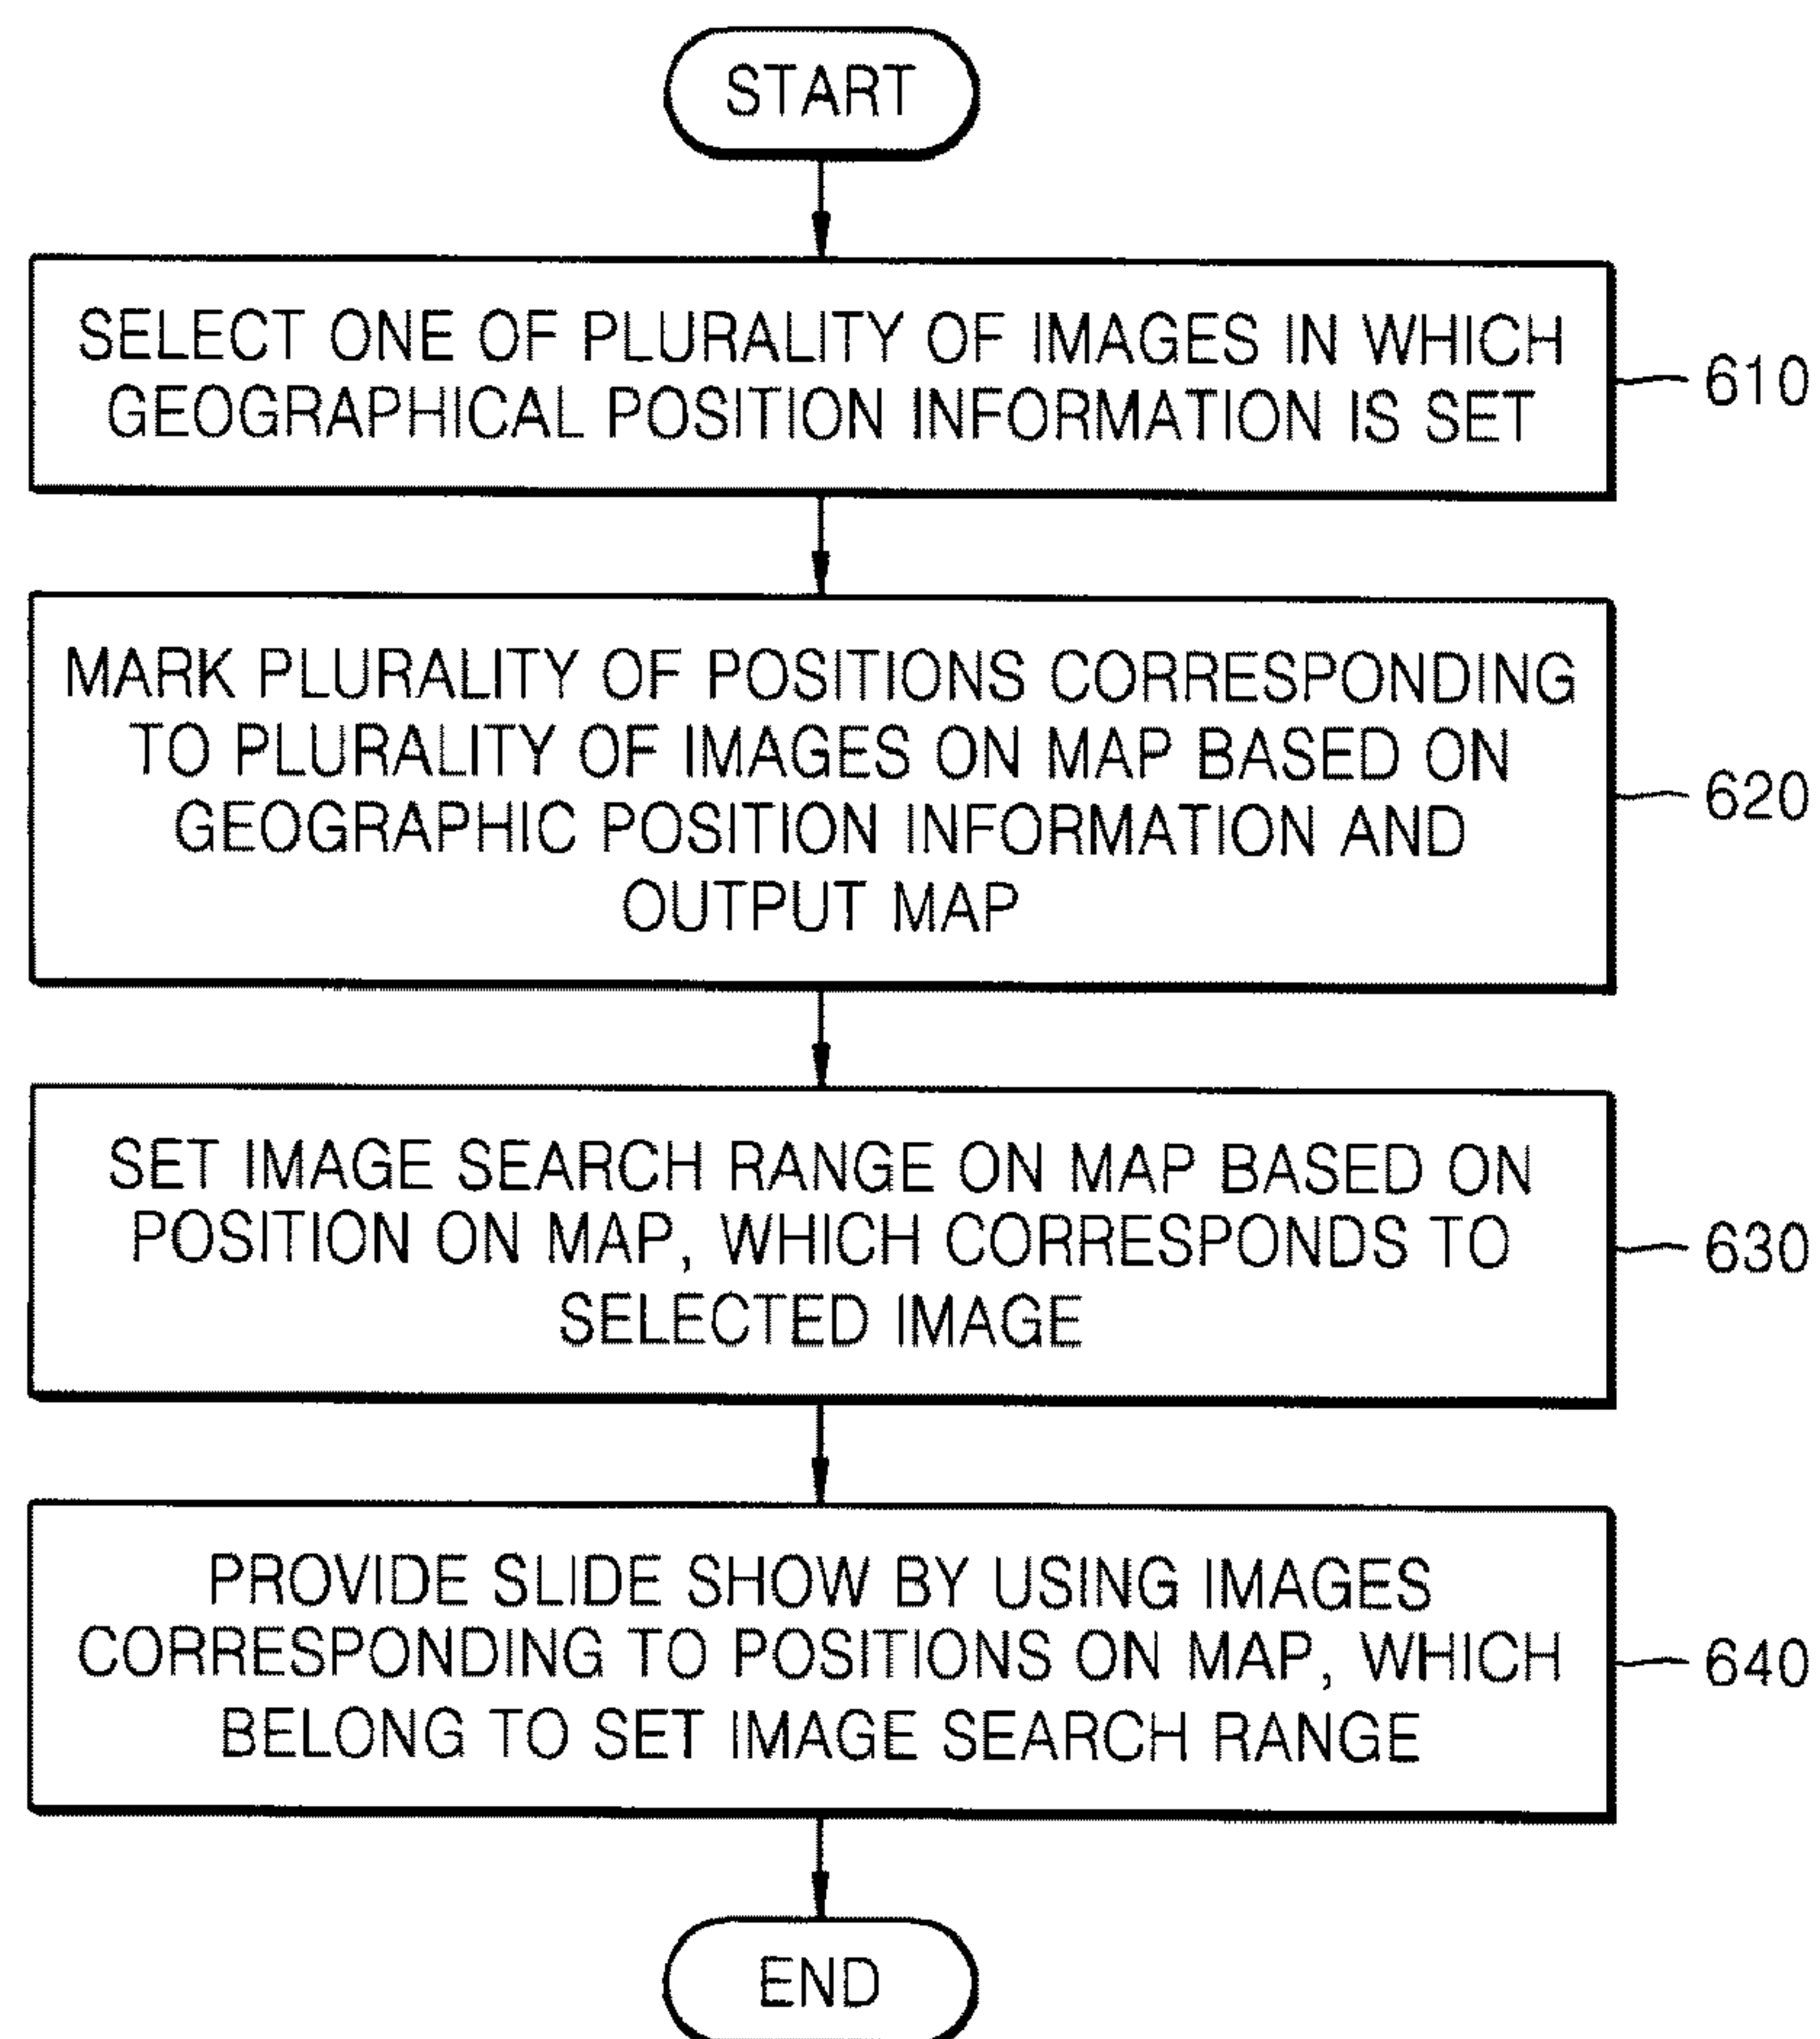 START
SELECT ONE OF PLURALITY OF IMAGES IN WHICH
GEOGRAPHICAL POSITION INFORMATION IS SET
610
MARK PLURALITY OF POSITIONS CORRESPONDING
TO PLURALITY OF IMAGES ON MAP BASED ON
GEOGRAPHIC POSITION INFORMATION AND
OUTPUT MAP
620
SET IMAGE SEARCH RANGE ON MAP BASED ON
POSITION ON MAP, WHICH CORRESPONDS TO
SELECTED IMAGE
630
PROVIDE SLIDE SHOW BY USING IMAGES
CORRESPONDING TO POSITIONS ON MAP, WHICH
BELONG TO SET IMAGE SEARCH RANGE
640
END